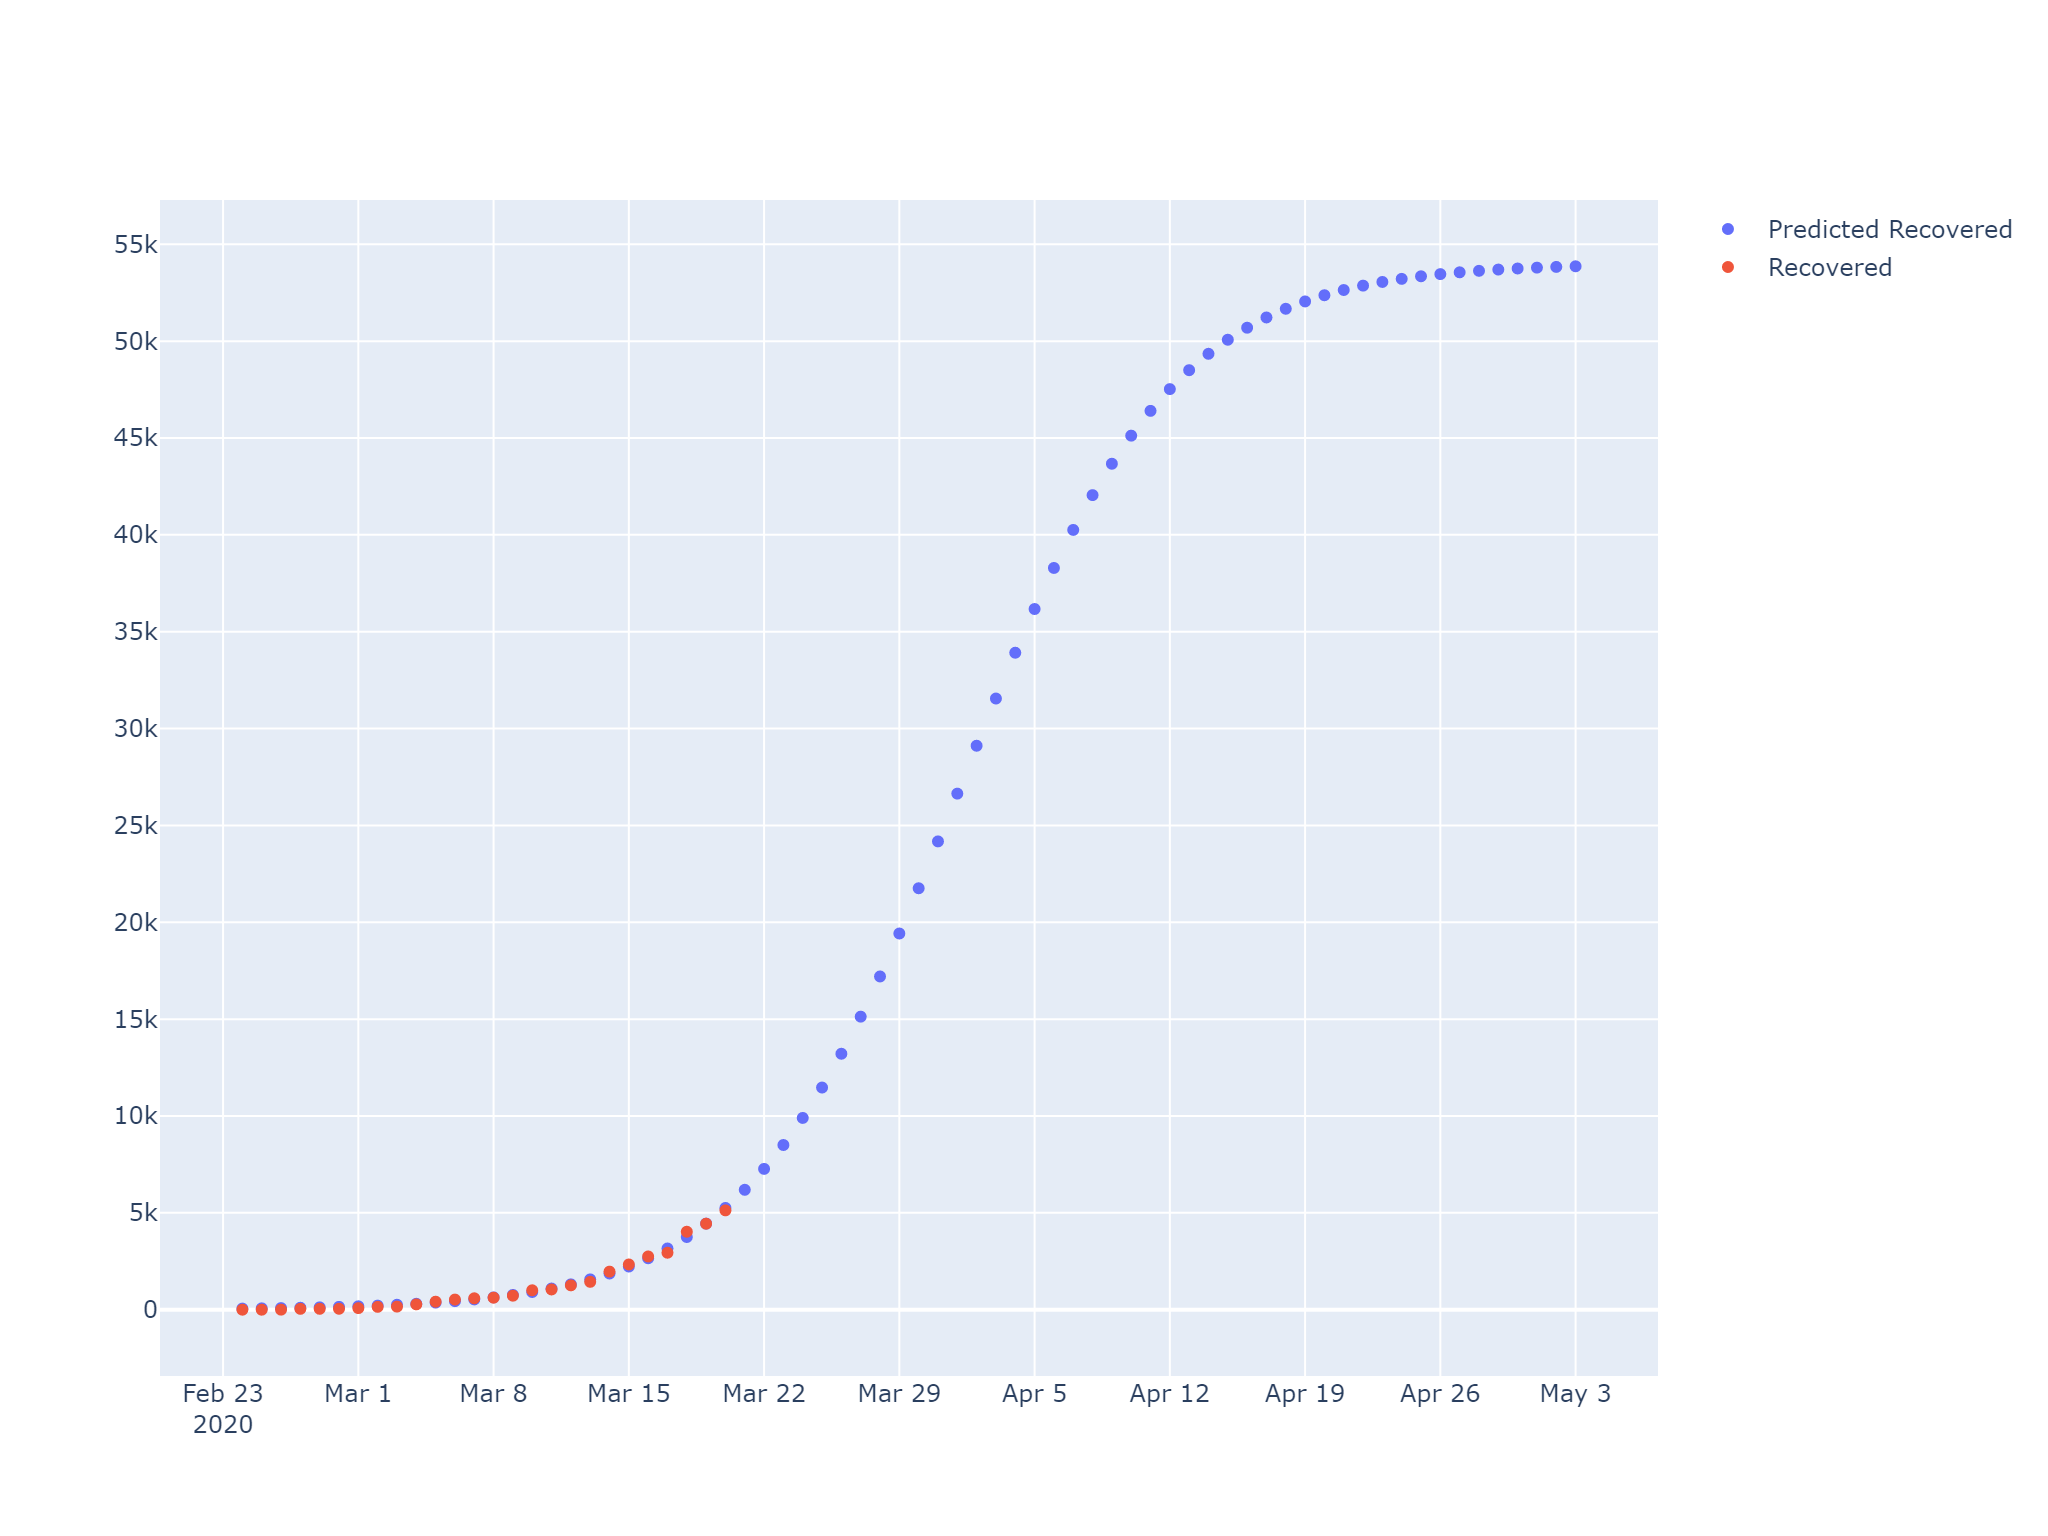 Predicted Recovered
Recovered
55k
50k
45k
40k
35k
30k
25k
20k
15k
10k
5k
0
Feb 23 Mar 1 Mar 8 Mar 15 Mar 22 Mar 29 Apr 5 Apr 12 Apr 19 Apr 26 May 3
2020